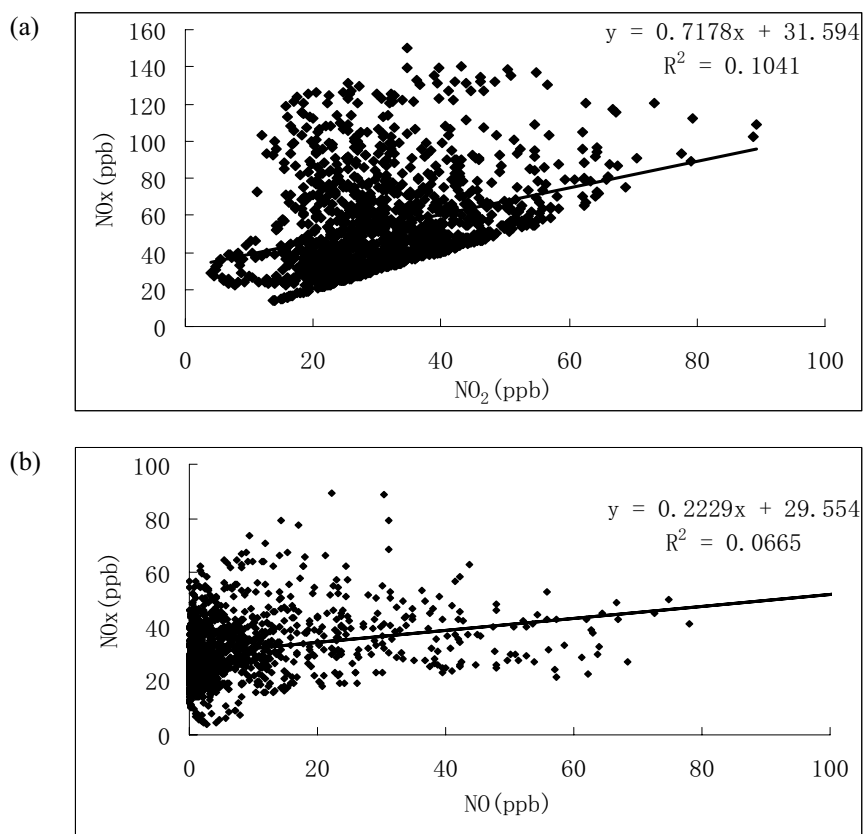 (a)
y = 0.7178x + 31.594
R² = 0.1041
160
140
120
100
80
60
40
20
0
NOx(ppb)
0 20 40 60 80 100
NO₂(ppb)
(b)
y = 0.2229x + 29.554
R² = 0.0665
100
80
60
40
20
0
NOx(ppb)
0 20 40 60 80 100
NO(ppb)